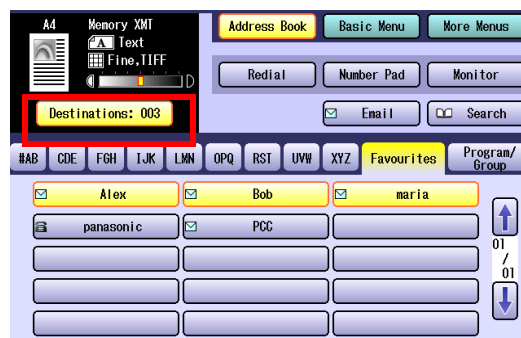 A4 Memory XMT
A Text
Fine,TIFF
D
Destinations: 003
Address Book Basic Menu More Menus
Redial Number Pad Monitor
Email Search
#AB CDE FGH IJK LMN OPQ RST UVW XYZ Favourites Program/
Group
Alex Bob maria
panasonic PCC
01
/
01